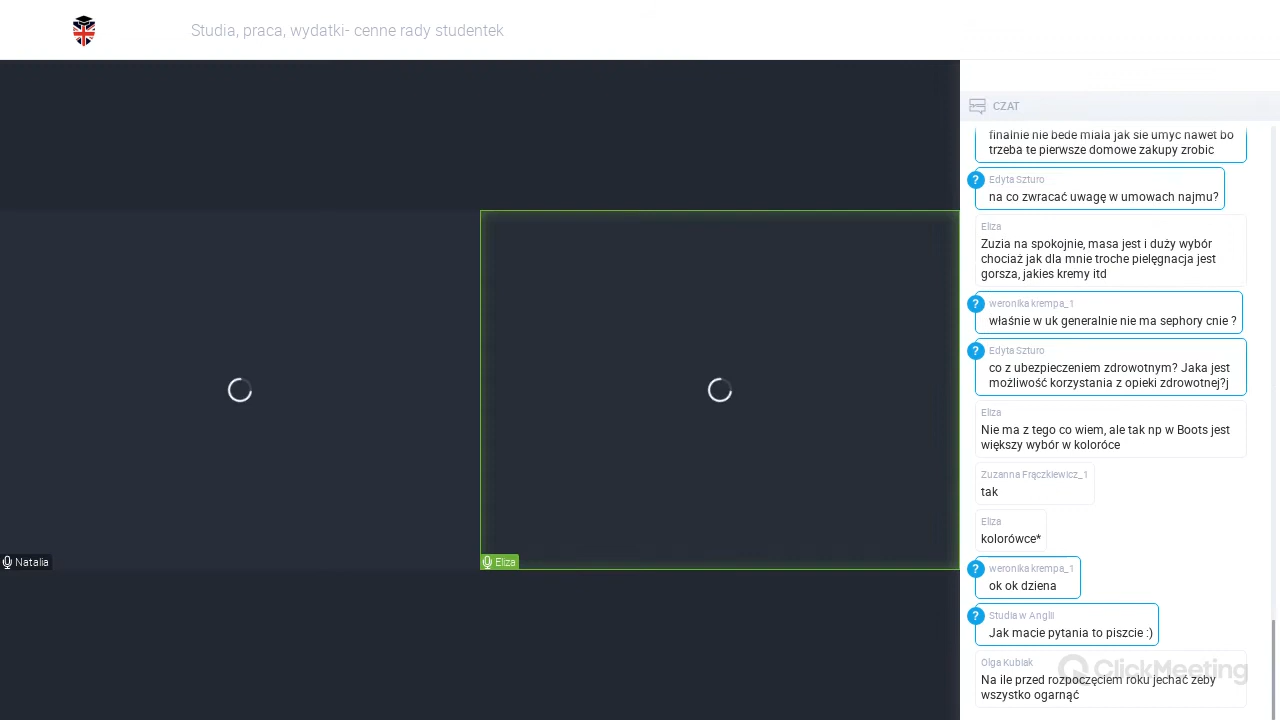 Studia, praca, wydatki- cenne rady studentek
CZAT
finalnie nie bede miala jak sie umyc nawet bo
trzeba te pierwsze domowe zakupy zrobic
Edyta Szturo
na co zwracać uwagę w umowach najmu?
Eliza
Zuzia na spokojnie, masa jest i duży wybór
chociaż jak dla mnie troche pielęgnacja jest
gorsza, jakies kremy itd
weronika krempa_1
właśnie w uk generalnie nie ma sephory cnie ?
Edyta Szturo
co z ubezpieczeniem zdrowotnym? Jaka jest
możliwość korzystania z opieki zdrowotnej?j
Eliza
Nie ma z tego co wiem, ale tak np w Boots jest
większy wybór w koloróce
Zuzanna Frączkiewicz_1
tak
Eliza
kolorówce*
weronika krempa_1
ok ok dziena
Studia w Anglii
Jak macie pytania to piszcie :)
Olga Kubiak
Na ile przed rozpoczęciem roku jechać żeby
wszystko ogarnąć
ClickMeeting
Natalia
Eliza